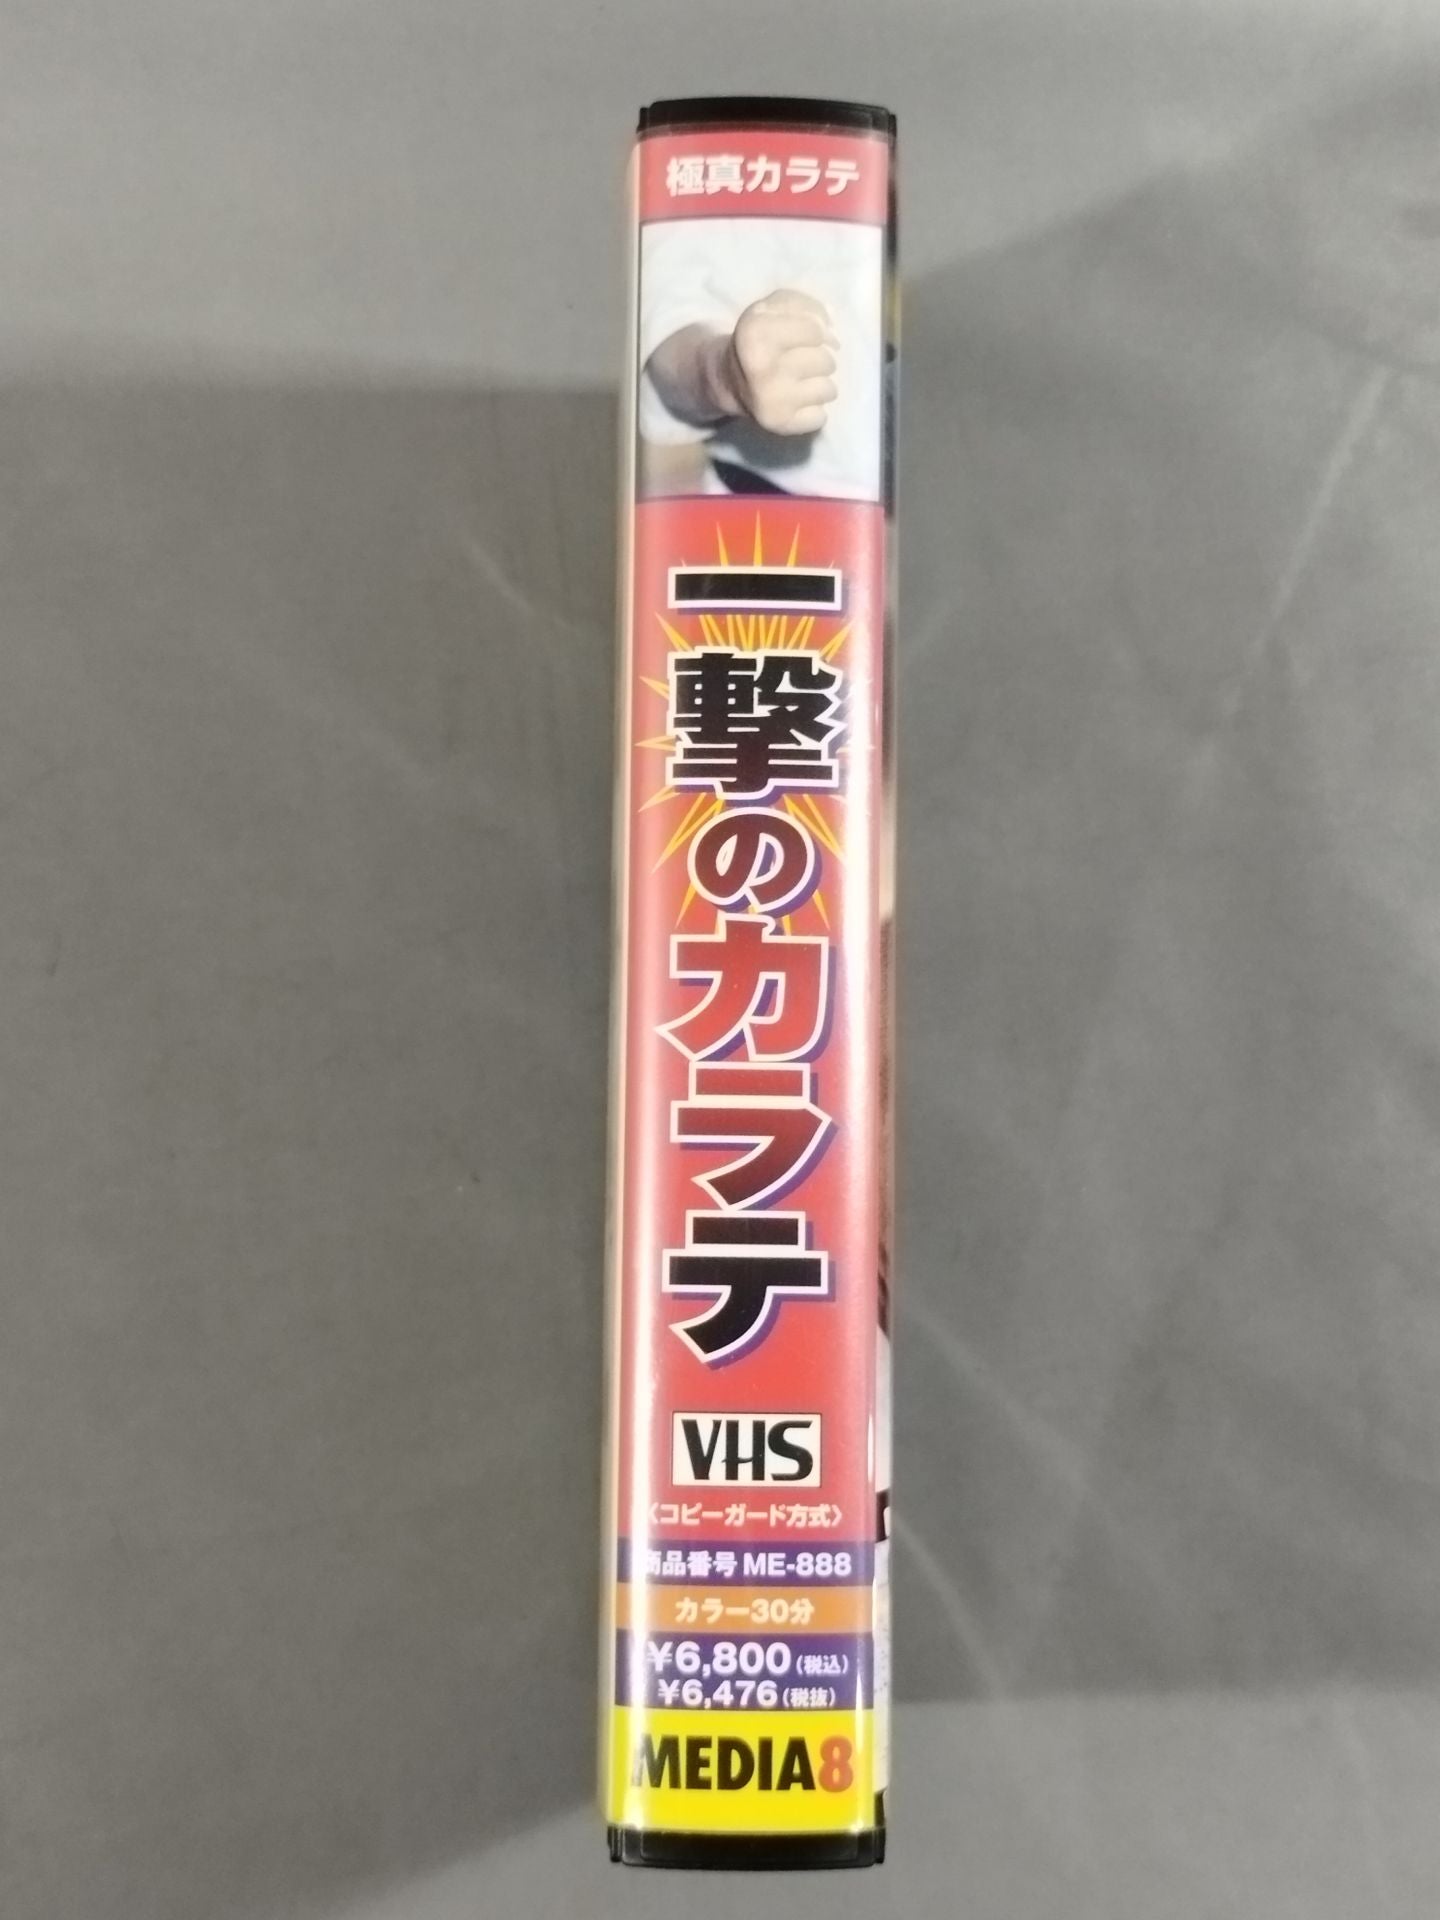 極真カラテ
一撃のカラテ
VHS
〈コピーガード方式〉
商品番号 ME-888
カラー30分
¥6,800(税込)
¥6,476(税抜)
MEDIA8